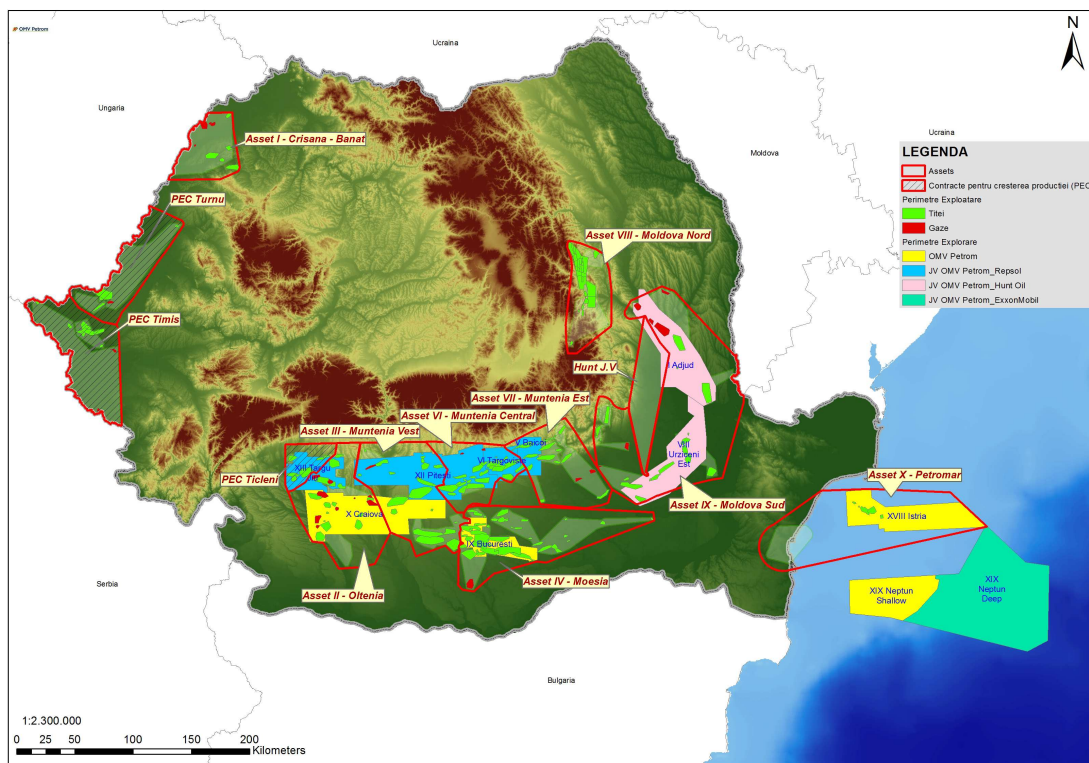 OMV Petrom
N
Ucraina
Ungaria
Ucraina
Moldova
Asset I - Crisana - Banat
PEC Turnu
Asset VIII - Moldova Nord
PEC Timis
Hunt J.V
I Adjud
Asset VII - Muntenia Est
Asset VI - Muntenia Central
Asset III - Muntenia Vest
V Baicoi
VIII
Urziceni
Est
VI Targoviste
XIII Targu
Jiu
XII Pitesti
PEC Ticleni
Asset X - Petromar
Asset IX - Moldova Sud
X Craiova
XVIII Istria
IX Bucuresti
Asset IV - Moesia
Asset II - Oltenia
Serbia
XIX Neptun
Shallow
XIX
Neptun
Deep
Bulgaria
LEGENDA
Assets
Contracte pentru cresterea productiei (PEC
Perimetre Exploatare
Titei
Gaze
Perimetre Explorare
OMV Petrom
JV OMV Petrom_Repsol
JV OMV Petrom_Hunt Oil
JV OMV Petrom_ExxonMobil
1:2.300.000
0 25 50 100 150 200
Kilometers